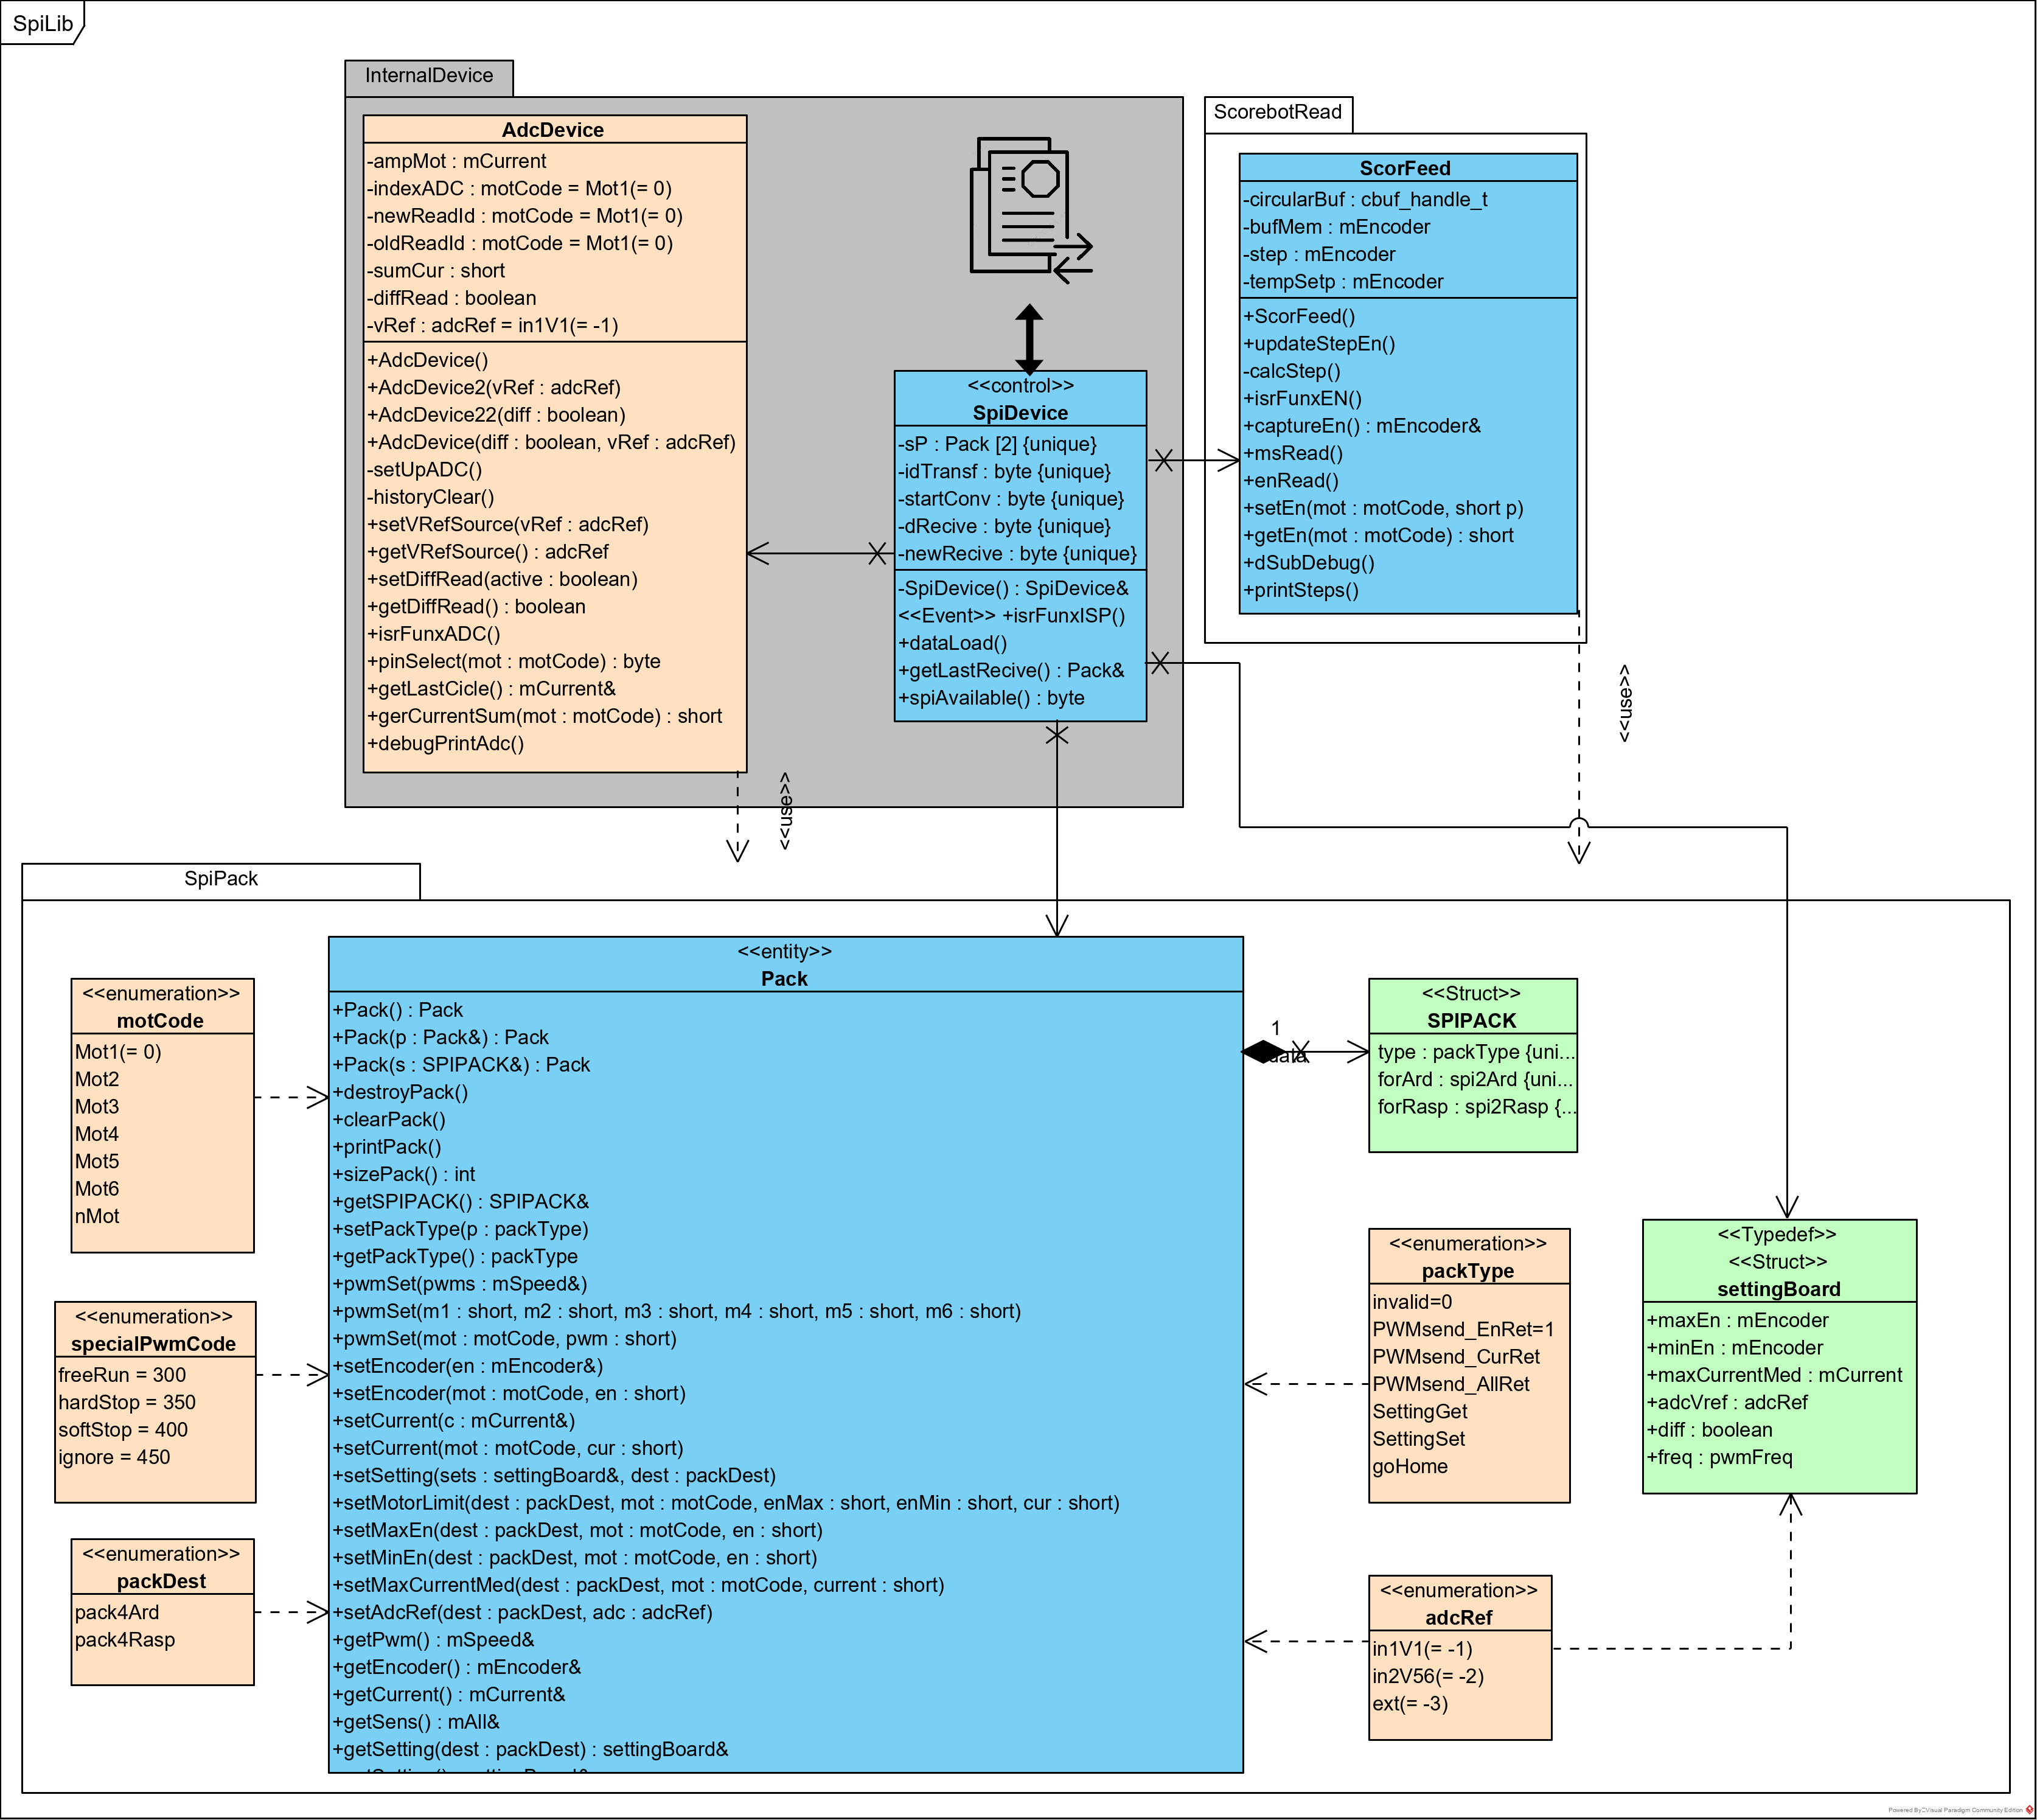 SpiLib
InternalDevice
AdcDevice
-ampMot : mCurrent
-indexADC : motCode = Mot1(= 0)
-newReadId : motCode = Mot1(= 0)
-oldReadId : motCode = Mot1(= 0)
-sumCur : short
-diffRead : boolean
-vRef : adcRef = in1V1(= -1)
+AdcDevice()
+AdcDevice2(vRef : adcRef)
+AdcDevice22(diff : boolean)
+AdcDevice(diff : boolean, vRef : adcRef)
-setUpADC()
-historyClear()
+setVRefSource(vRef : adcRef)
+getVRefSource() : adcRef
+setDiffRead(active : boolean)
+getDiffRead() : boolean
+isrFunxADC()
+pinSelect(mot : motCode) : byte
+getLastCicle() : mCurrent&
+gerCurrentSum(mot : motCode) : short
+debugPrintAdc()
<<control>>
SpiDevice
-sP : Pack [2] {unique}
-idTransf : byte {unique}
-startConv : byte {unique}
-dRecive : byte {unique}
-newRecive : byte {unique}
-SpiDevice() : SpiDevice&
<<Event>> +isrFunxISP()
+dataLoad()
+getLastRecive() : Pack&
+spiAvailable() : byte
ScorebotRead
ScorFeed
-circularBuf : cbuf_handle_t
-bufMem : mEncoder
-step : mEncoder
-tempSetp : mEncoder
+ScorFeed()
+updateStepEn()
-calcStep()
+isrFunxEN()
+captureEn() : mEncoder&
+msRead()
+enRead()
+setEn(mot : motCode, short p)
+getEn(mot : motCode) : short
+dSubDebug()
+printSteps()
<<use>>
<<use>>
SpiPack
<<enumeration>>
motCode
Mot1(= 0)
Mot2
Mot3
Mot4
Mot5
Mot6
nMot
<<enumeration>>
specialPwmCode
freeRun = 300
hardStop = 350
softStop = 400
ignore = 450
<<enumeration>>
packDest
pack4Ard
pack4Rasp
<<entity>>
Pack
+Pack() : Pack
+Pack(p : Pack&) : Pack
+Pack(s : SPIPACK&) : Pack
+destroyPack()
+clearPack()
+printPack()
+sizePack() : int
+getSPIPACK() : SPIPACK&
+setPackType(p : packType)
+getPackType() : packType
+pwmSet(pwms : mSpeed&)
+pwmSet(m1 : short, m2 : short, m3 : short, m4 : short, m5 : short, m6 : short)
+pwmSet(mot : motCode, pwm : short)
+setEncoder(en : mEncoder&)
+setEncoder(mot : motCode, en : short)
+setCurrent(c : mCurrent&)
+setCurrent(mot : motCode, cur : short)
+setSetting(sets : settingBoard&, dest : packDest)
+setMotorLimit(dest : packDest, mot : motCode, enMax : short, enMin : short, cur : short)
+setMaxEn(dest : packDest, mot : motCode, en : short)
+setMinEn(dest : packDest, mot : motCode, en : short)
+setMaxCurrentMed(dest : packDest, mot : motCode, current : short)
+setAdcRef(dest : packDest, adc : adcRef)
+getPwm() : mSpeed&
+getEncoder() : mEncoder&
+getCurrent() : mCurrent&
+getSens() : mAll&
+getSetting(dest : packDest) : settingBoard&
1
data
<<Struct>>
SPIPACK
type : packType {uni...
forArd : spi2Ard {uni...
forRasp : spi2Rasp {...
<<enumeration>>
packType
invalid=0
PWMsend_EnRet=1
PWMsend_CurRet
PWMsend_AllRet
SettingGet
SettingSet
goHome
<<Typedef>>
<<Struct>>
settingBoard
+maxEn : mEncoder
+minEn : mEncoder
+maxCurrentMed : mCurrent
+adcVref : adcRef
+diff : boolean
+freq : pwmFreq
<<enumeration>>
adcRef
in1V1(= -1)
in2V56(= -2)
ext(= -3)
Visual Paradigm Community Edition